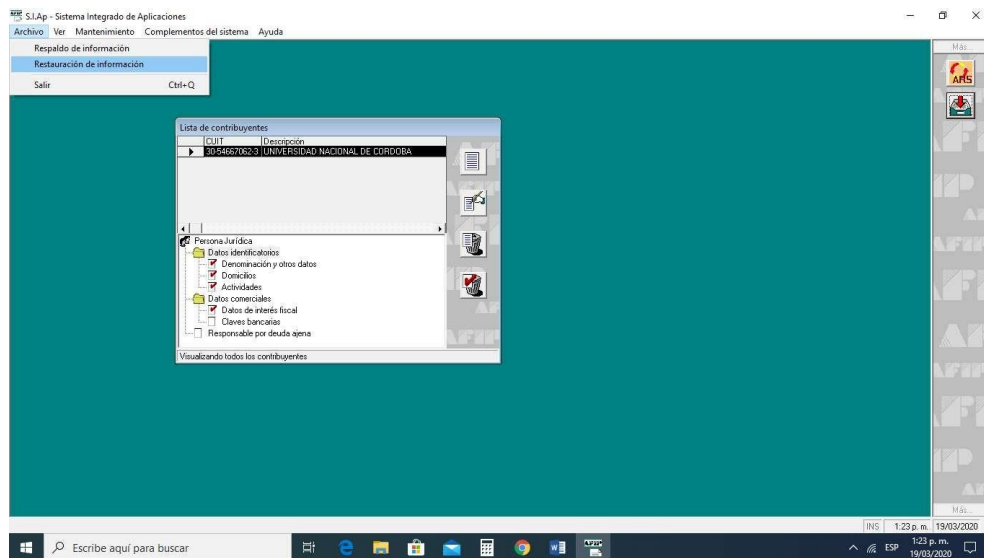 S.I.Ap - Sistema Integrado de Aplicaciones
Archivo Ver Mantenimiento Complementos del sistema Ayuda
Respaldo de información
Restauración de información
Salir Ctrl+Q
Más...
ARS
Lista de contribuyentes
CUIT Descripción
30-54667062-3 UNIVERSIDAD NACIONAL DE CORDOBA
Persona Jurídica
Datos identificatorios
Denominación y otros datos
Domicilios
Actividades
Datos comerciales
Datos de interés fiscal
Claves bancarias
Responsable por deuda ajena
Visualizando todos los contribuyentes
Más...
INS 1:23 p. m. 19/03/2020
Escribe aquí para buscar
ESP 1:23 p. m.
19/03/2020